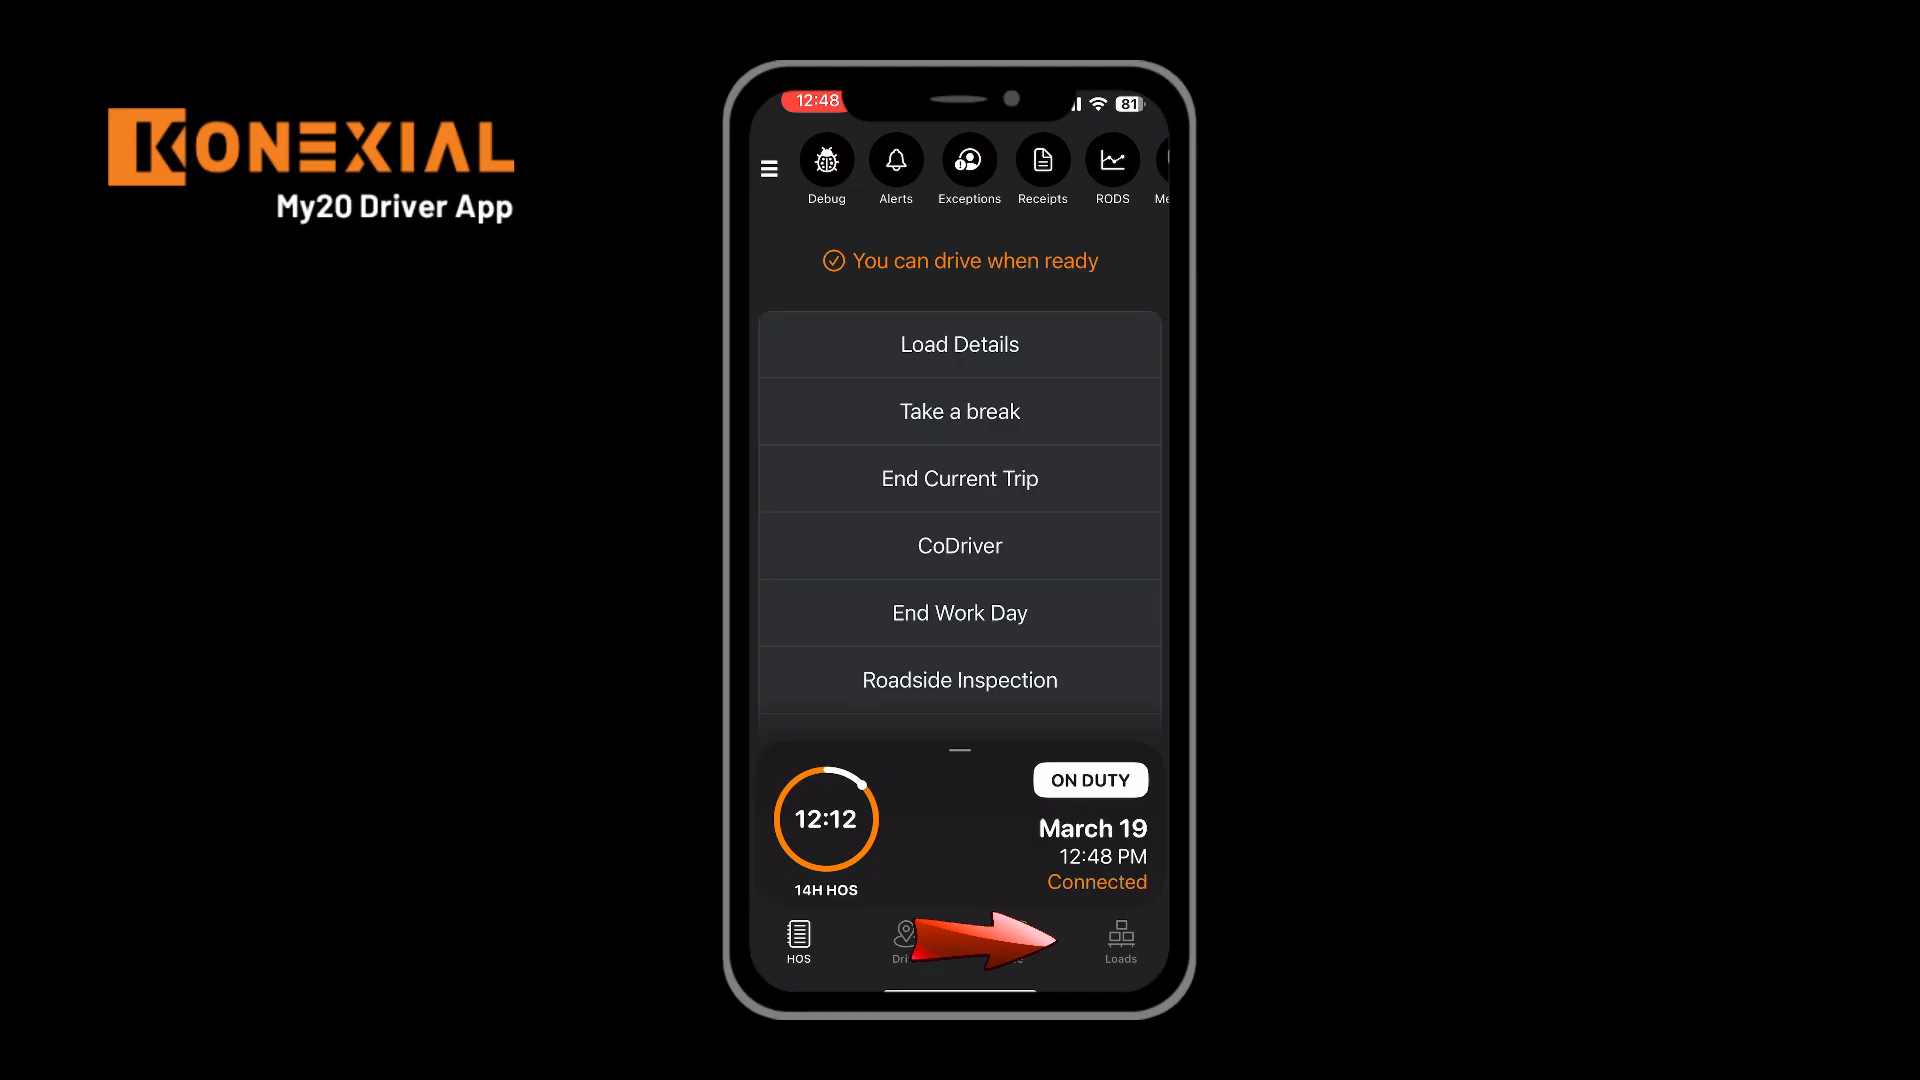 KONEXIAL
My20 Driver App
12:48
81
Debug
Alerts
Exceptions
Receipts
RODS
Me
You can drive when ready
Load Details
Take a break
End Current Trip
CoDriver
End Work Day
Roadside Inspection
12:12
14H HOS
ON DUTY
March 19
12:48 PM
Connected
HOS
Dri
Loads